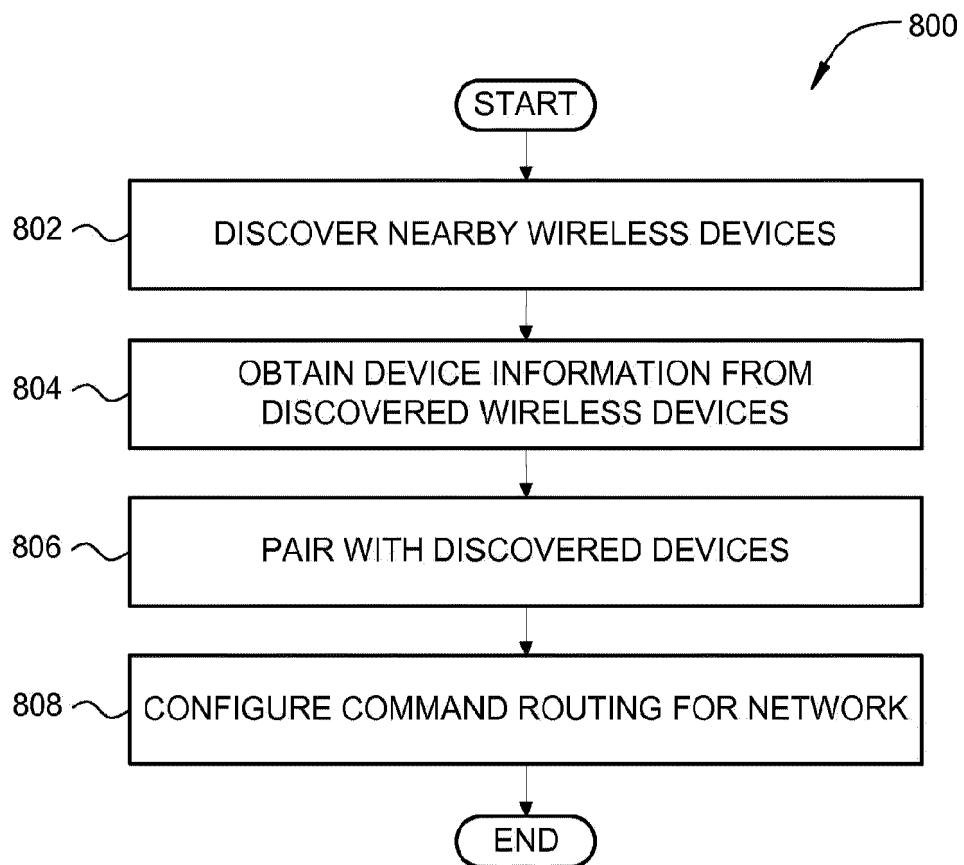 800
START
802
DISCOVER NEARBY WIRELESS DEVICES
804
OBTAIN DEVICE INFORMATION FROM
DISCOVERED WIRELESS DEVICES
806
PAIR WITH DISCOVERED DEVICES
808
CONFIGURE COMMAND ROUTING FOR NETWORK
END